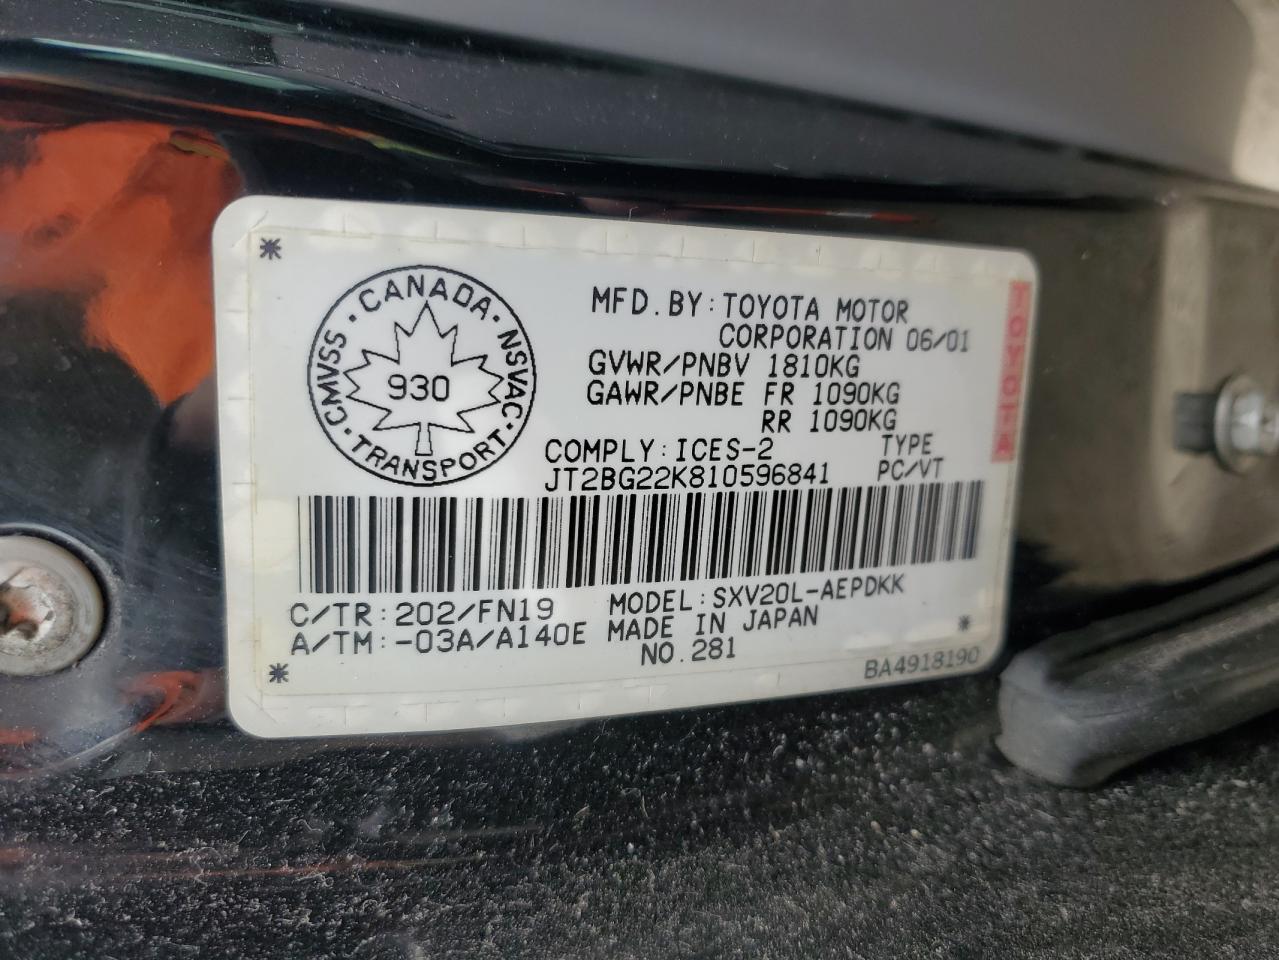 CMVSS · CANADA · NSVAC · TRANSPORT ·
930
MFD. BY: TOYOTA MOTOR
CORPORATION 06/01
GVWR/PNBV 1810KG
GAWR/PNBE FR 1090KG
RR 1090KG
COMPLY: ICES-2 TYPE
JT2BG22K810596841 PC/VT
TOYOTA
C/TR: 202/FN19 MODEL: SXV20L-AEPDKK
A/TM: -03A/A140E MADE IN JAPAN
NO. 281
BA4918190